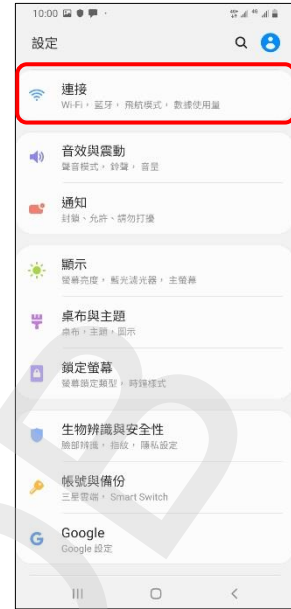 10:00
設定
連接
Wi-Fi, 藍牙, 飛航模式, 數據使用量
音效與震動
聲音模式, 鈴聲, 音量
通知
封鎖、允許、請勿打擾
顯示
螢幕亮度, 藍光濾光器, 主螢幕
桌布與主題
桌布, 主題, 圖示
鎖定螢幕
螢幕鎖定類型, 時鐘樣式
生物辨識與安全性
臉部辨識, 指紋, 隱私設定
帳號與備份
三星雲端, Smart Switch
Google
Google 設定